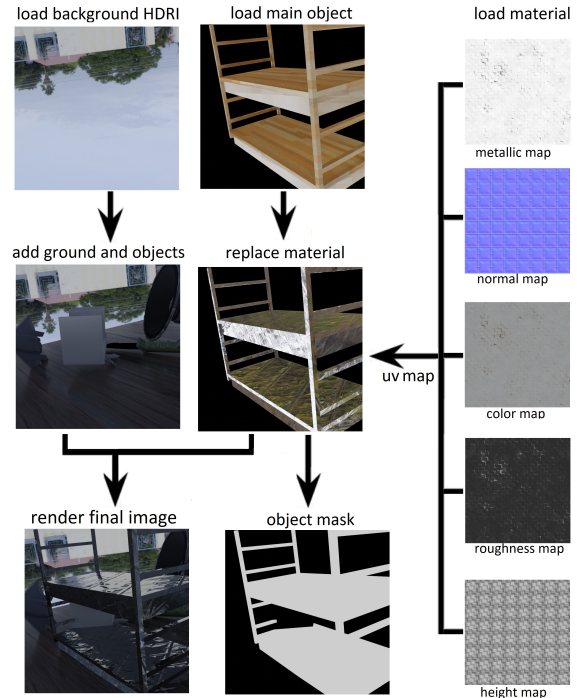 load background HDRI
load main object
load material
metallic map
normal map
add ground and objects
replace material
uv map
color map
roughness map
render final image
object mask
height map